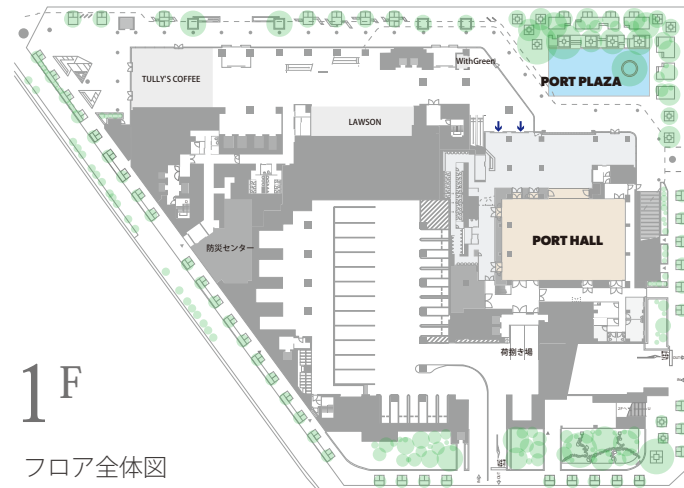 WithGreen
TULLY'S COFFEE
PORT PLAZA
LAWSON
PORT HALL
防災センター
荷捌き場
1F
フロア全体図